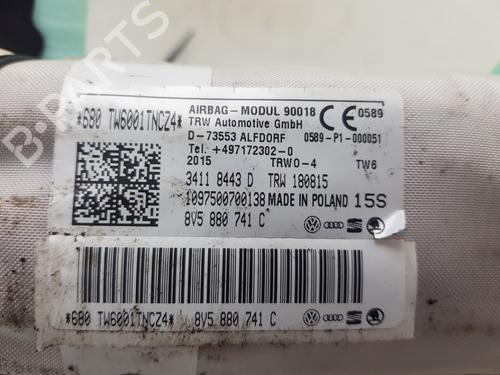 *680 TW6001TNCZ4*
AIRBAG-MODUL 90018 CE 0589
TRW Automotive GmbH
D-73553 ALFDORF 0589-P1-000051
Tel. +497172302-0
2015 TRWO-4 TW6
3411 8443 D TRW 180815
1097500700138 MADE IN POLAND 15S
8V5 880 741 C
*680 TW6001TNCZ4* 8V5 880 741 C
B-PARTS